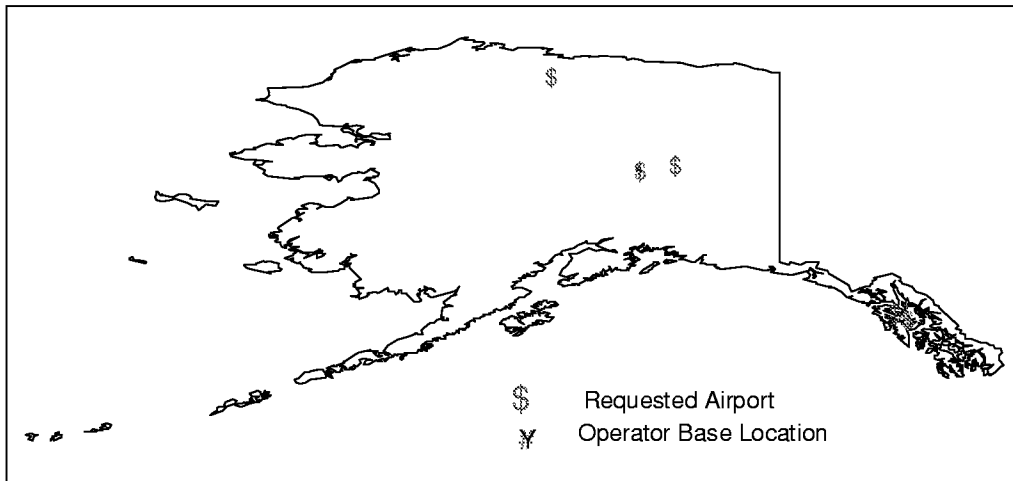 $
$ $
$ Requested Airport
¥ Operator Base Location